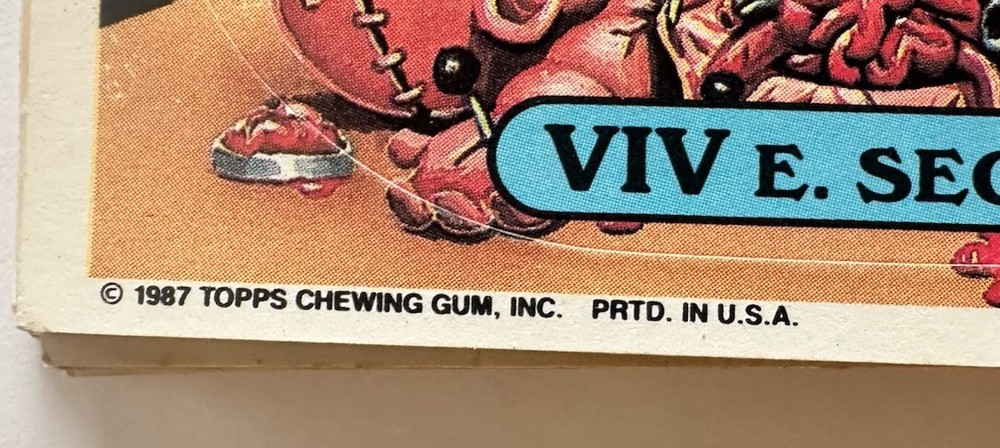 VIV E. SEC
© 1987 TOPPS CHEWING GUM, INC. PRTD. IN U.S.A.